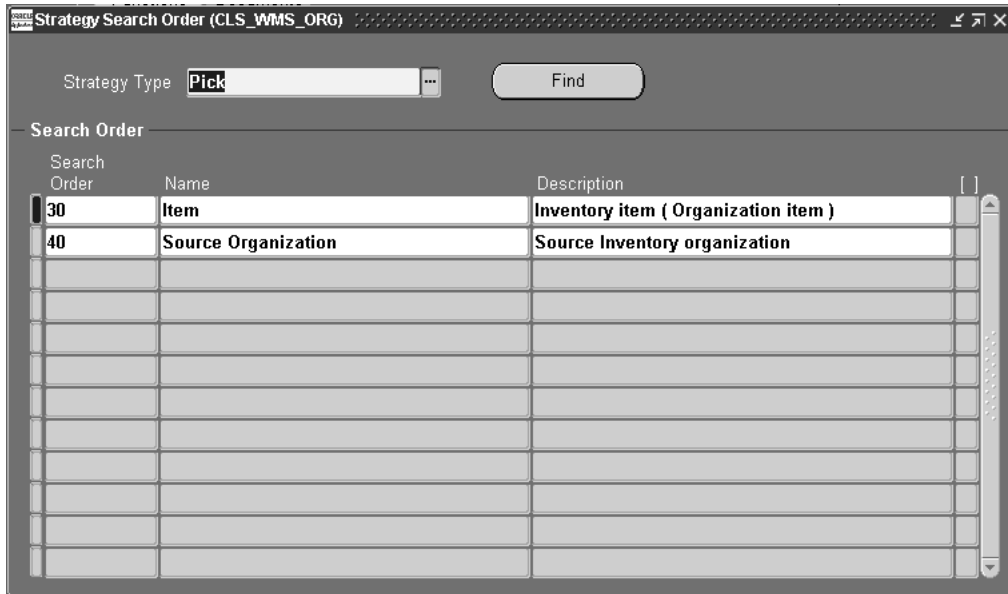 Strategy Search Order (CLS_WMS_ORG)
Strategy Type Pick ... Find
Search Order
Search
Order Name Description [ ]
30 Item Inventory item ( Organization item )
40 Source Organization Source Inventory organization